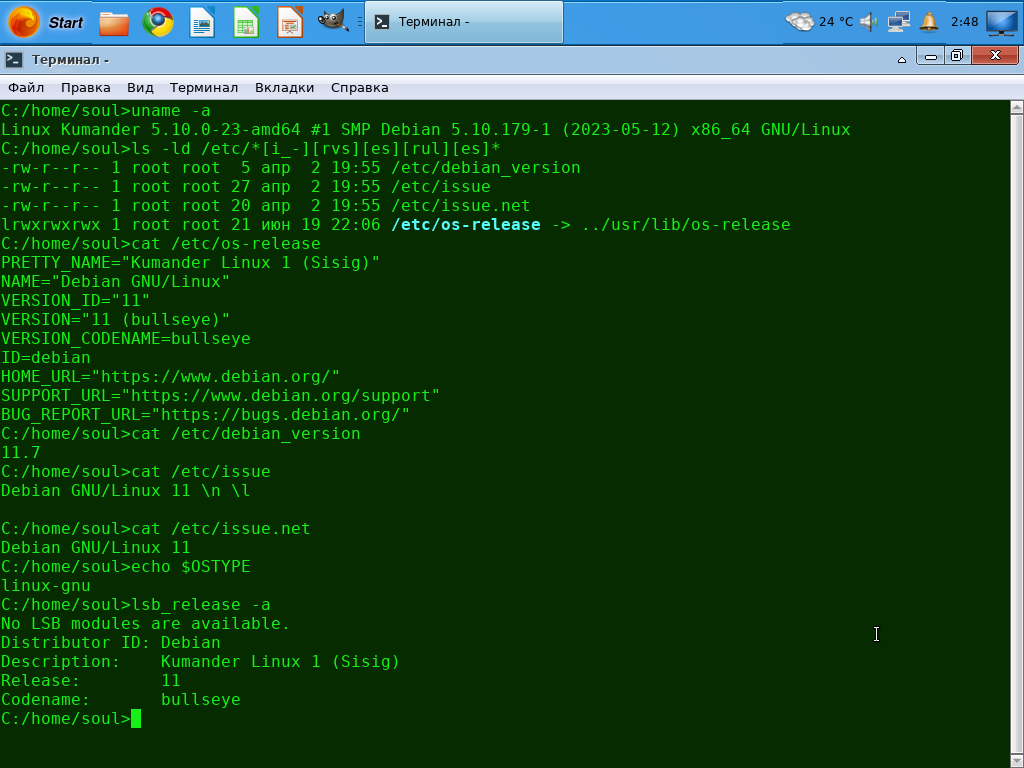 Start
Терминал -
24 °C
2:48
Терминал -
Файл Правка Вид Терминал Вкладки Справка
C:/home/soul>uname -a
Linux Kumander 5.10.0-23-amd64 #1 SMP Debian 5.10.179-1 (2023-05-12) x86_64 GNU/Linux
C:/home/soul>ls -ld /etc/*[i_-][rvs][es][rul][es]*
-rw-r--r-- 1 root root  5 апр  2 19:55 /etc/debian_version
-rw-r--r-- 1 root root 27 апр  2 19:55 /etc/issue
-rw-r--r-- 1 root root 20 апр  2 19:55 /etc/issue.net
lrwxrwxrwx 1 root root 21 июн 19 22:06 /etc/os-release -> ../usr/lib/os-release
C:/home/soul>cat /etc/os-release
PRETTY_NAME="Kumander Linux 1 (Sisig)"
NAME="Debian GNU/Linux"
VERSION_ID="11"
VERSION="11 (bullseye)"
VERSION_CODENAME=bullseye
ID=debian
HOME_URL="https://www.debian.org/"
SUPPORT_URL="https://www.debian.org/support"
BUG_REPORT_URL="https://bugs.debian.org/"
C:/home/soul>cat /etc/debian_version
11.7
C:/home/soul>cat /etc/issue
Debian GNU/Linux 11 \n \l
C:/home/soul>cat /etc/issue.net
Debian GNU/Linux 11
C:/home/soul>echo $OSTYPE
linux-gnu
C:/home/soul>lsb_release -a
No LSB modules are available.
Distributor ID: Debian
Description:    Kumander Linux 1 (Sisig)
Release:        11
Codename:       bullseye
C:/home/soul>